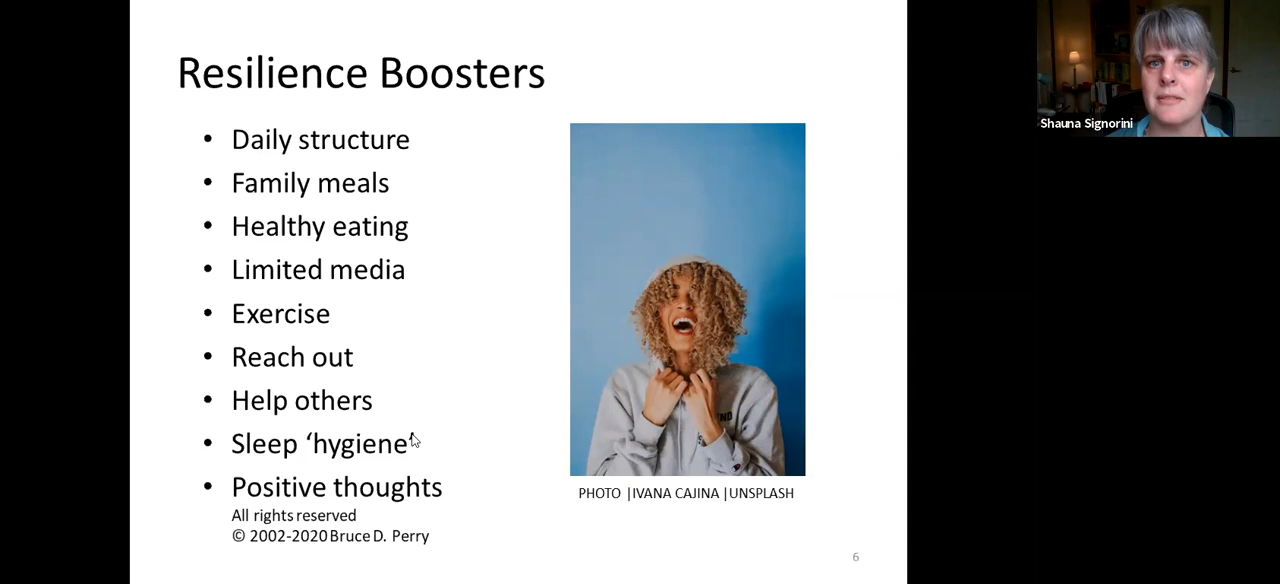 Resilience Boosters
• Daily structure
• Family meals
• Healthy eating
• Limited media
• Exercise
• Reach out
• Help others
• Sleep ‘hygiene’
• Positive thoughts
All rights reserved
© 2002-2020 Bruce D. Perry
PHOTO |IVANA CAJINA |UNSPLASH
6
Shauna Signorini